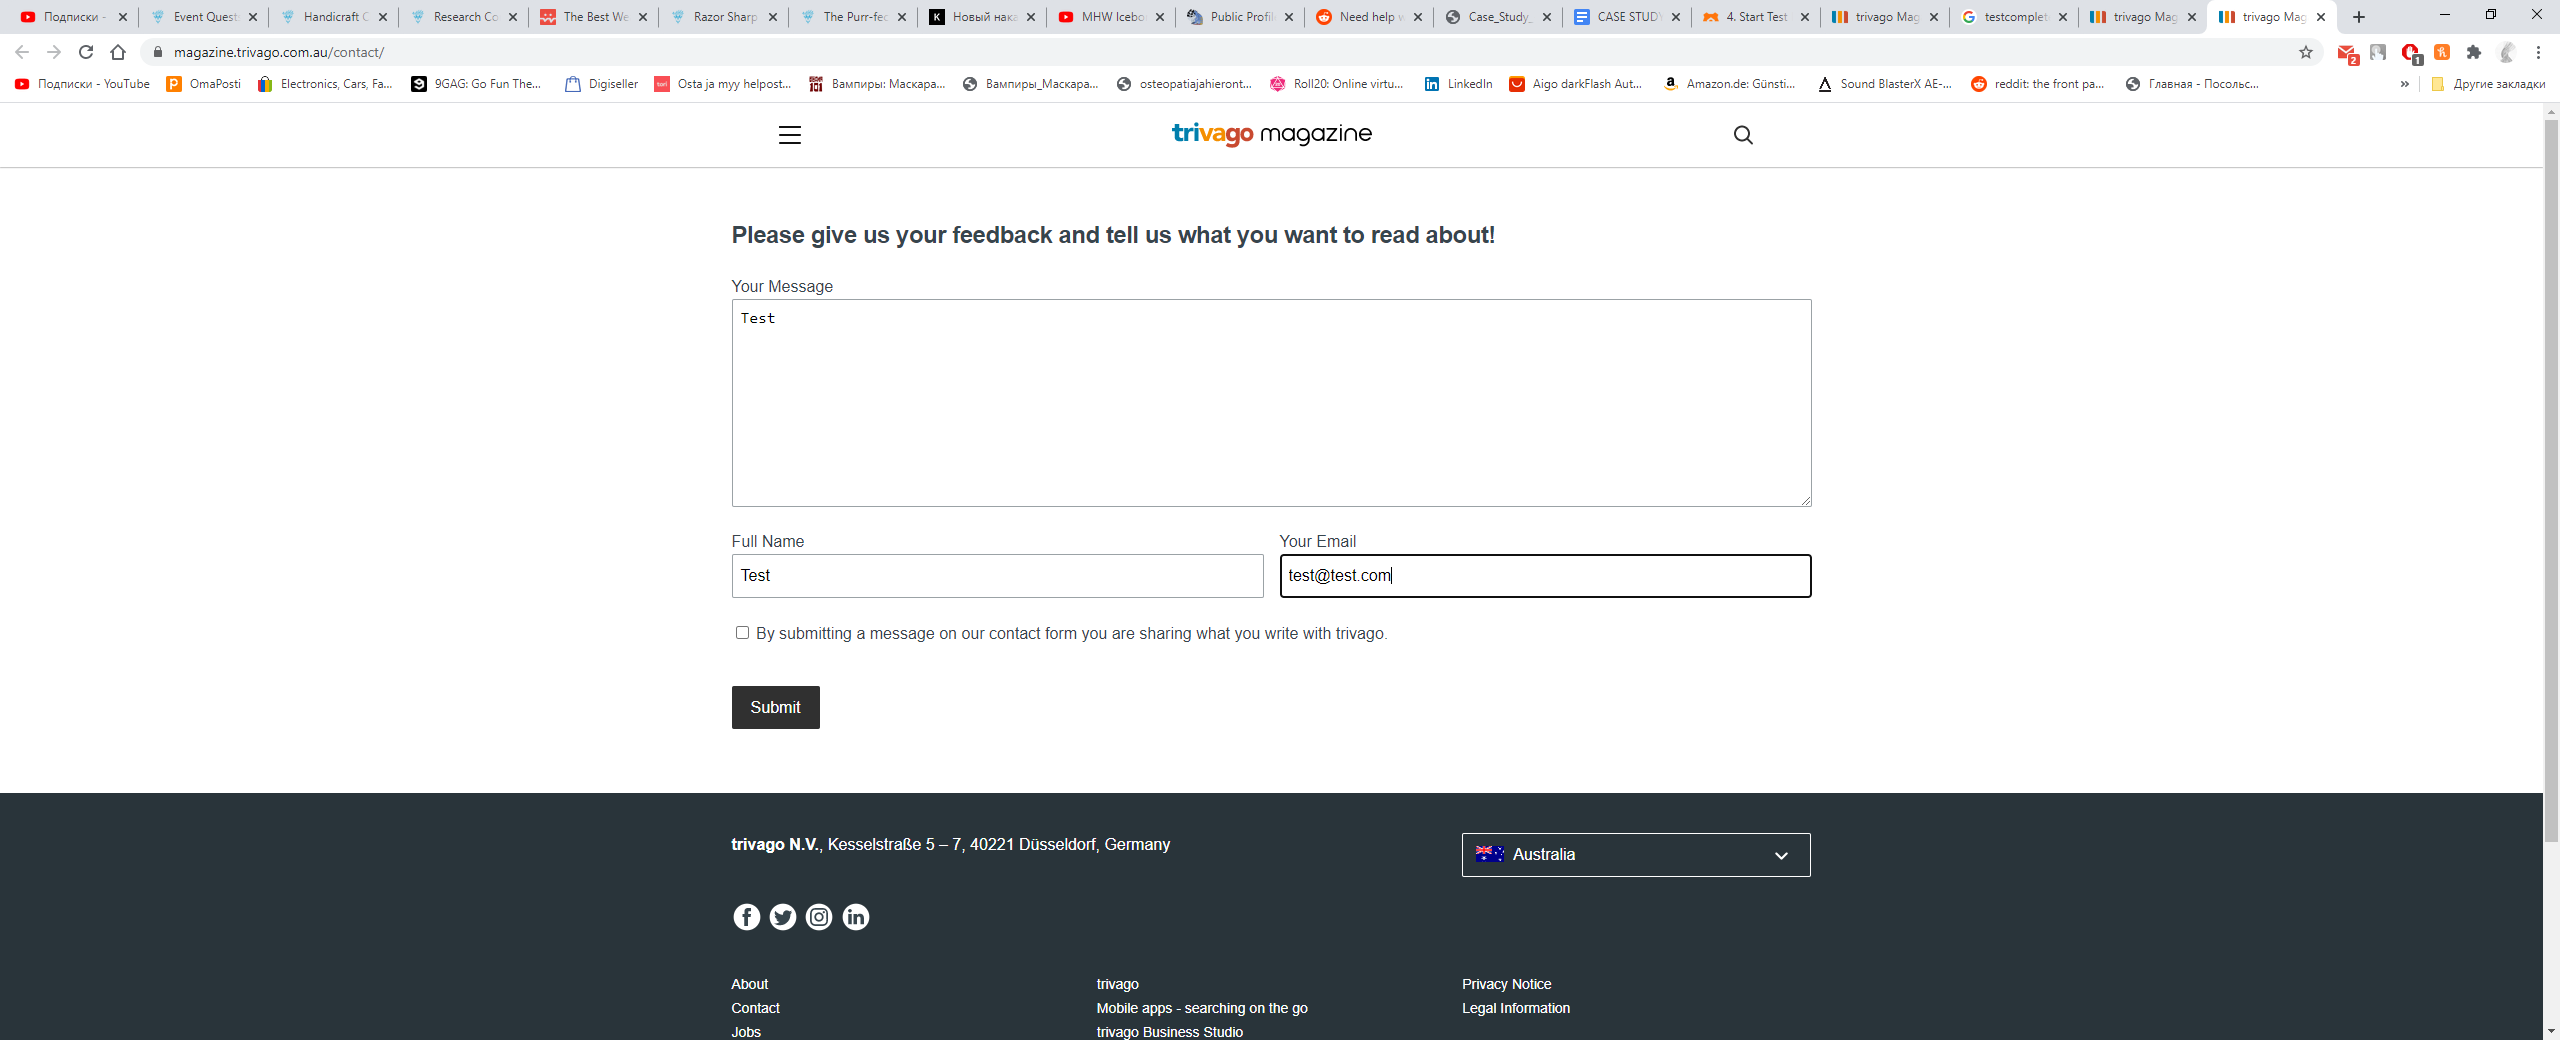 Подписки -
Event Quest
Handicraft C
Research Co
The Best We
Razor Sharp
The Purr-fec
Новый нака
MHW Icebo
Public Profil
Need help w
Case_Study_
CASE STUDY
4. Start Test
trivago Mag
testcomplet
trivago Mag
trivago Mag
magazine.trivago.com.au/contact/
2
1
Подписки - YouTube
OmaPosti
Electronics, Cars, Fa...
9GAG: Go Fun The...
Digiseller
tori
Osta ja myy helpost...
Вампиры: Маскара...
Вампиры_Маскара...
osteopatiajahieront...
Roll20: Online virtu...
LinkedIn
Aigo darkFlash Aut...
Amazon.de: Günsti...
Sound BlasterX AE-...
reddit: the front pa...
Главная - Посольс...
»
Другие закладки
trivago magazine
Please give us your feedback and tell us what you want to read about!
Your Message
Test
Full Name
Your Email
Test
test@test.com
By submitting a message on our contact form you are sharing what you write with trivago.
Submit
trivago N.V., Kesselstraße 5 – 7, 40221 Düsseldorf, Germany
Australia
About
trivago
Privacy Notice
Contact
Mobile apps - searching on the go
Legal Information
Jobs
trivago Business Studio